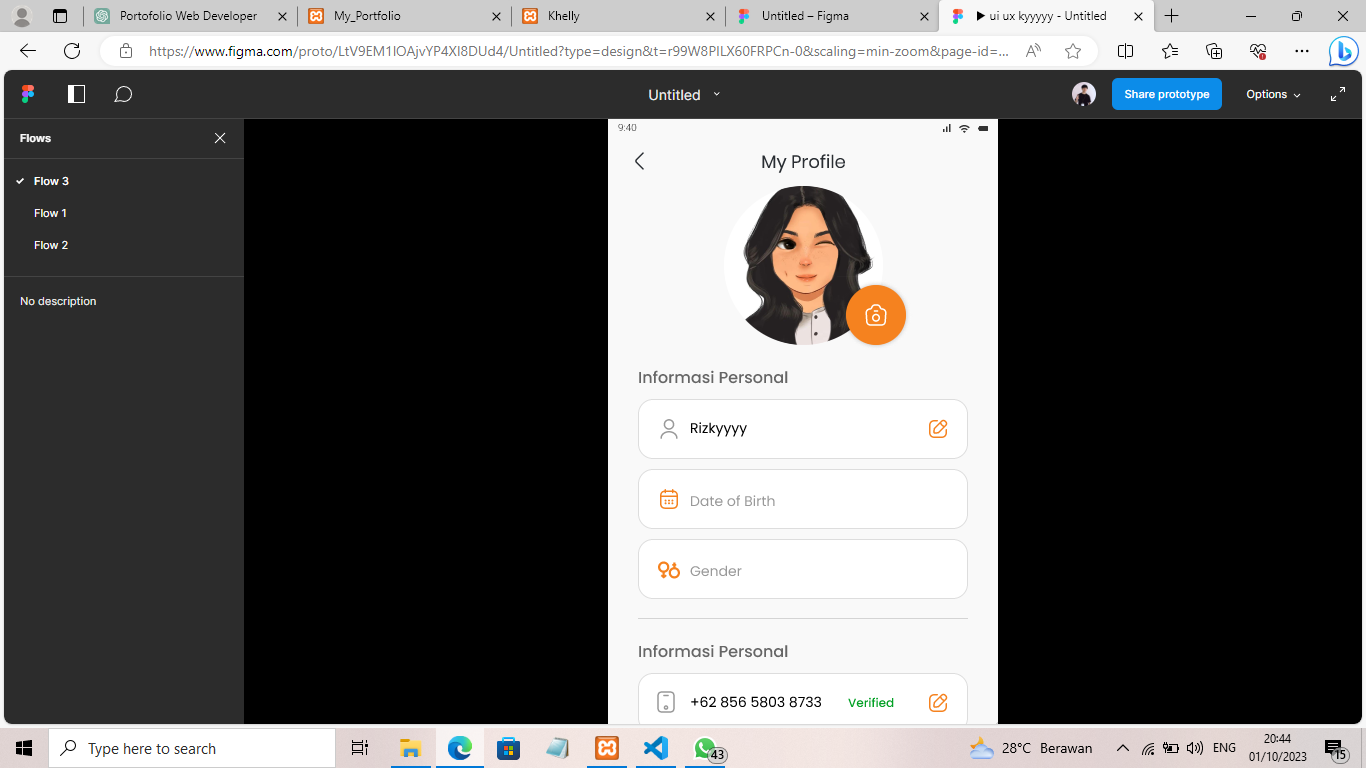 Portofolio Web Developer
My_Portfolio
Khelly
Untitled – Figma
ui ux kyyyyy - Untitled
https://www.figma.com/proto/LtV9EM1IOAjvYP4XI8DUd4/Untitled?type=design&t=r99W8PILX60FRPCn-0&scaling=min-zoom&page-id=...
Untitled
Share prototype
Options
Flows
Flow 3
Flow 1
Flow 2
No description
9:40
My Profile
Informasi Personal
Rizkyyyy
Date of Birth
Gender
Informasi Personal
+62 856 5803 8733 Verified
Type here to search
43
28°C Berawan
ENG
20:44
01/10/2023
15